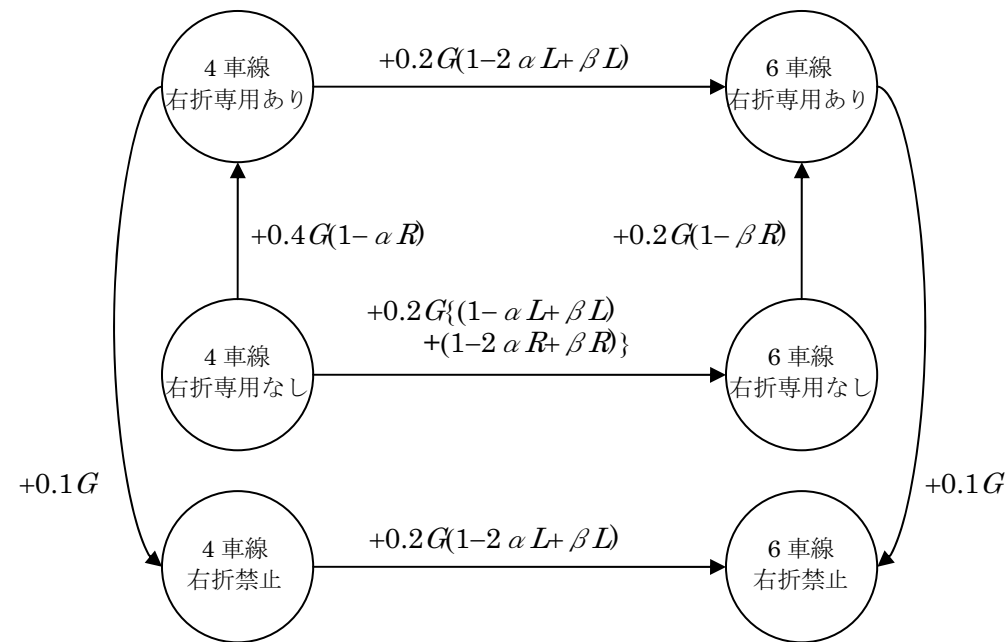 +0.2G(1-2αL+βL)
4 車線
右折専用あり
6 車線
右折専用あり
+0.4G(1-αR)
+0.2G(1-βR)
+0.2G{(1-αL+βL)
+(1-2αR+βR)}
4 車線
右折専用なし
6 車線
右折専用なし
+0.1G
+0.1G
+0.2G(1-2αL+βL)
4 車線
右折禁止
6 車線
右折禁止